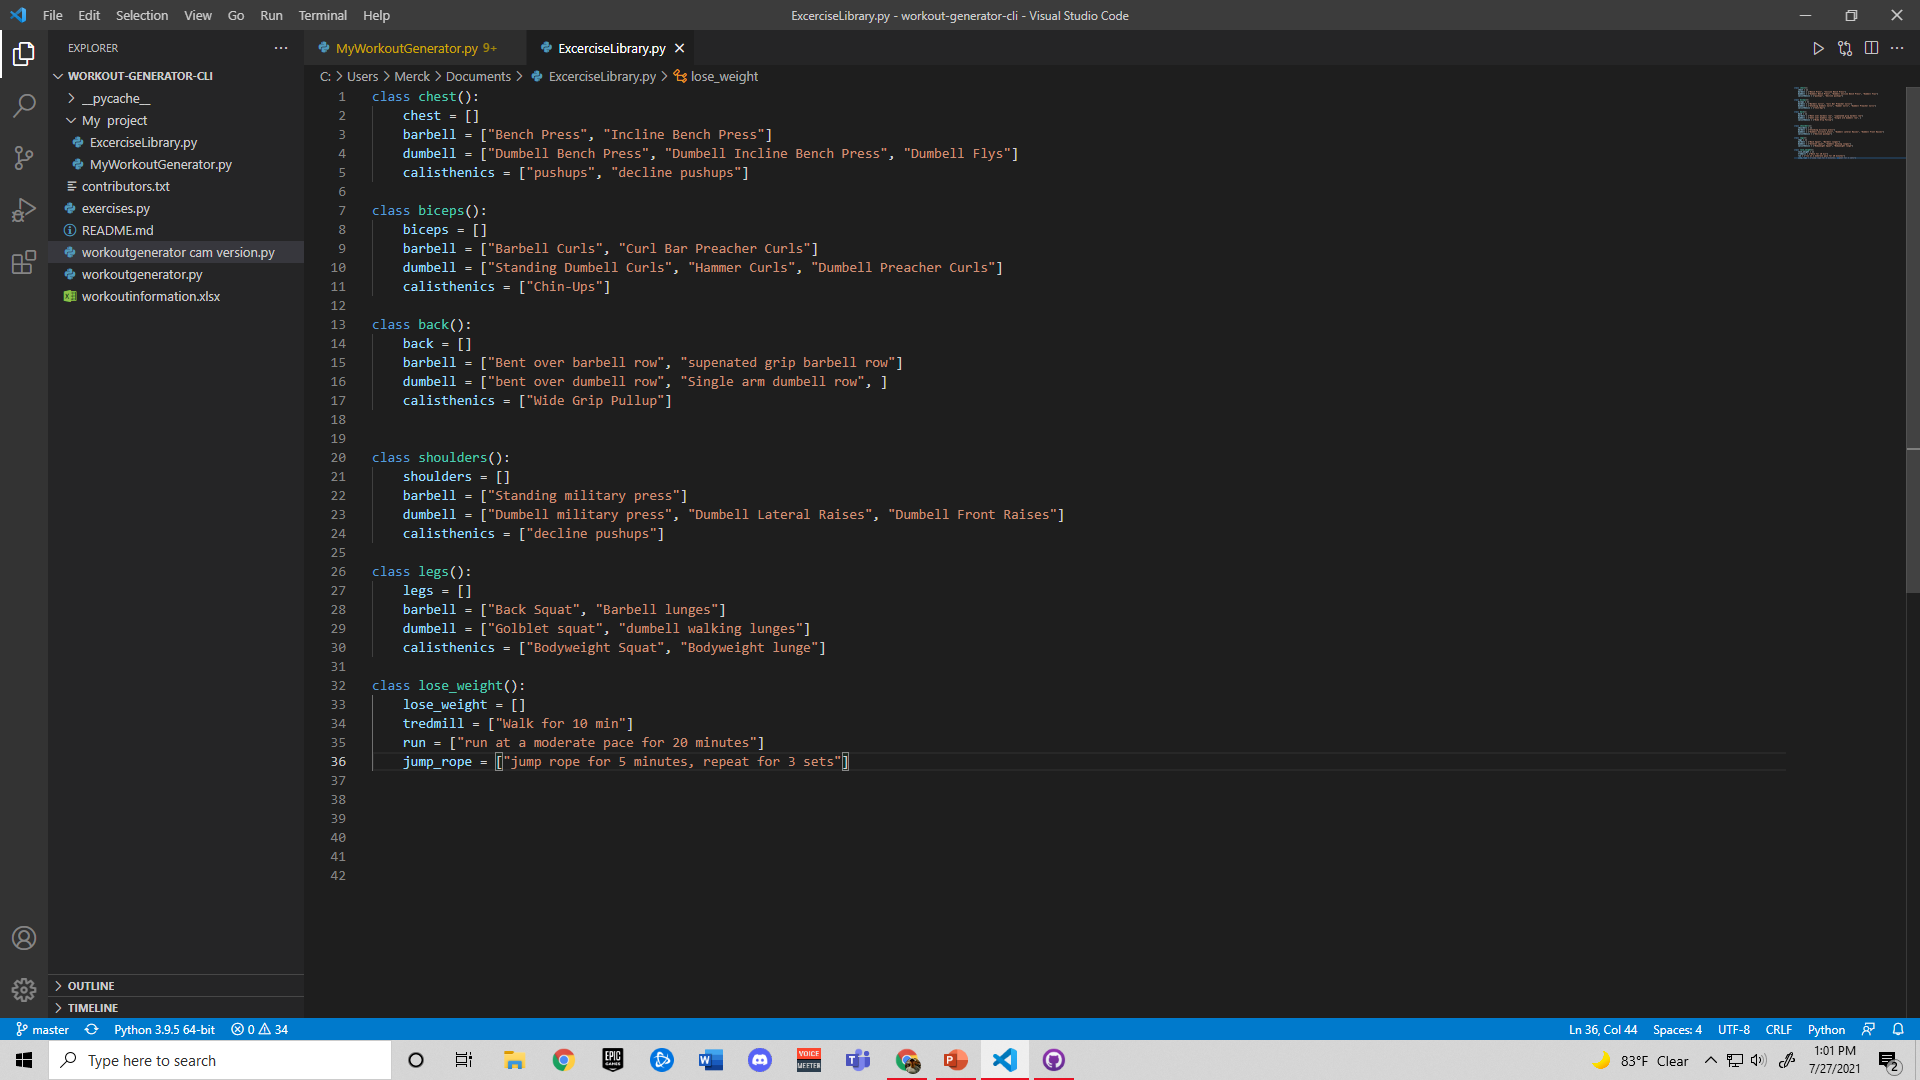 File Edit Selection View Go Run Terminal Help
ExcerciseLibrary.py - workout-generator-cli - Visual Studio Code
EXPLORER
WORKOUT-GENERATOR-CLI
__pycache__
My project
ExcerciseLibrary.py
MyWorkoutGenerator.py
contributors.txt
exercises.py
README.md
workoutgenerator cam version.py
workoutgenerator.py
workoutinformation.xlsx
OUTLINE
TIMELINE
MyWorkoutGenerator.py 9+ ExcerciseLibrary.py
C: > Users > Merck > Documents > ExcerciseLibrary.py > lose_weight
1 class chest():
2 chest = []
3 barbell = ["Bench Press", "Incline Bench Press"]
4 dumbell = ["Dumbell Bench Press", "Dumbell Incline Bench Press", "Dumbell Flys"]
5 calisthenics = ["pushups", "decline pushups"]
6
7 class biceps():
8 biceps = []
9 barbell = ["Barbell Curls", "Curl Bar Preacher Curls"]
10 dumbell = ["Standing Dumbell Curls", "Hammer Curls", "Dumbell Preacher Curls"]
11 calisthenics = ["Chin-Ups"]
12
13 class back():
14 back = []
15 barbell = ["Bent over barbell row", "supenated grip barbell row"]
16 dumbell = ["bent over dumbell row", "Single arm dumbell row", ]
17 calisthenics = ["Wide Grip Pullup"]
18
19
20 class shoulders():
21 shoulders = []
22 barbell = ["Standing military press"]
23 dumbell = ["Dumbell military press", "Dumbell Lateral Raises", "Dumbell Front Raises"]
24 calisthenics = ["decline pushups"]
25
26 class legs():
27 legs = []
28 barbell = ["Back Squat", "Barbell lunges"]
29 dumbell = ["Golblet squat", "dumbell walking lunges"]
30 calisthenics = ["Bodyweight Squat", "Bodyweight lunge"]
31
32 class lose_weight():
33 lose_weight = []
34 tredmill = ["Walk for 10 min"]
35 run = ["run at a moderate pace for 20 minutes"]
36 jump_rope = ["jump rope for 5 minutes, repeat for 3 sets"]
37
38
39
40
41
42
master Python 3.9.5 64-bit 0 34 Ln 36, Col 44 Spaces: 4 UTF-8 CRLF Python
Type here to search
EPIC GAMES
VOICE MEETER
83°F Clear
1:01 PM
7/27/2021
2